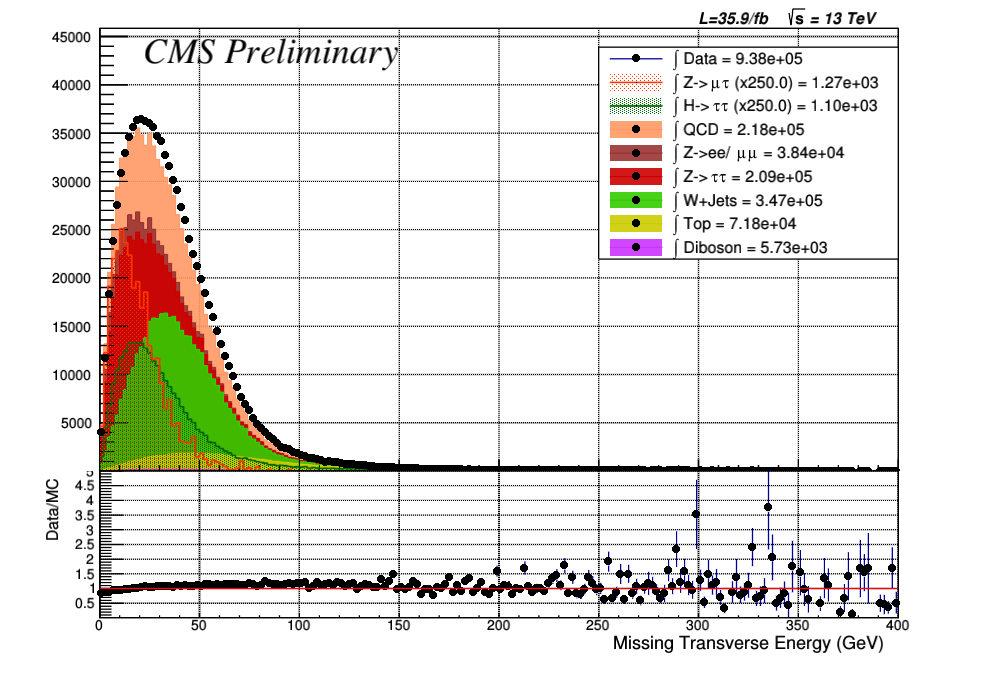 L=35.9/fb √s = 13 TeV
CMS Preliminary
45000
40000
35000
30000
25000
20000
15000
10000
5000
∫ Data = 9.38e+05
∫ Z->μτ (x250.0) = 1.27e+03
∫ H->ττ (x250.0) = 1.10e+03
∫ QCD = 2.18e+05
∫ Z->ee/ μμ = 3.84e+04
∫ Z->ττ = 2.09e+05
∫ W+Jets = 3.47e+05
∫ Top = 7.18e+04
∫ Diboson = 5.73e+03
Data/MC
4.5
4
3.5
3
2.5
2
1.5
1
0.5
0 50 100 150 200 250 300 350 400
Missing Transverse Energy (GeV)